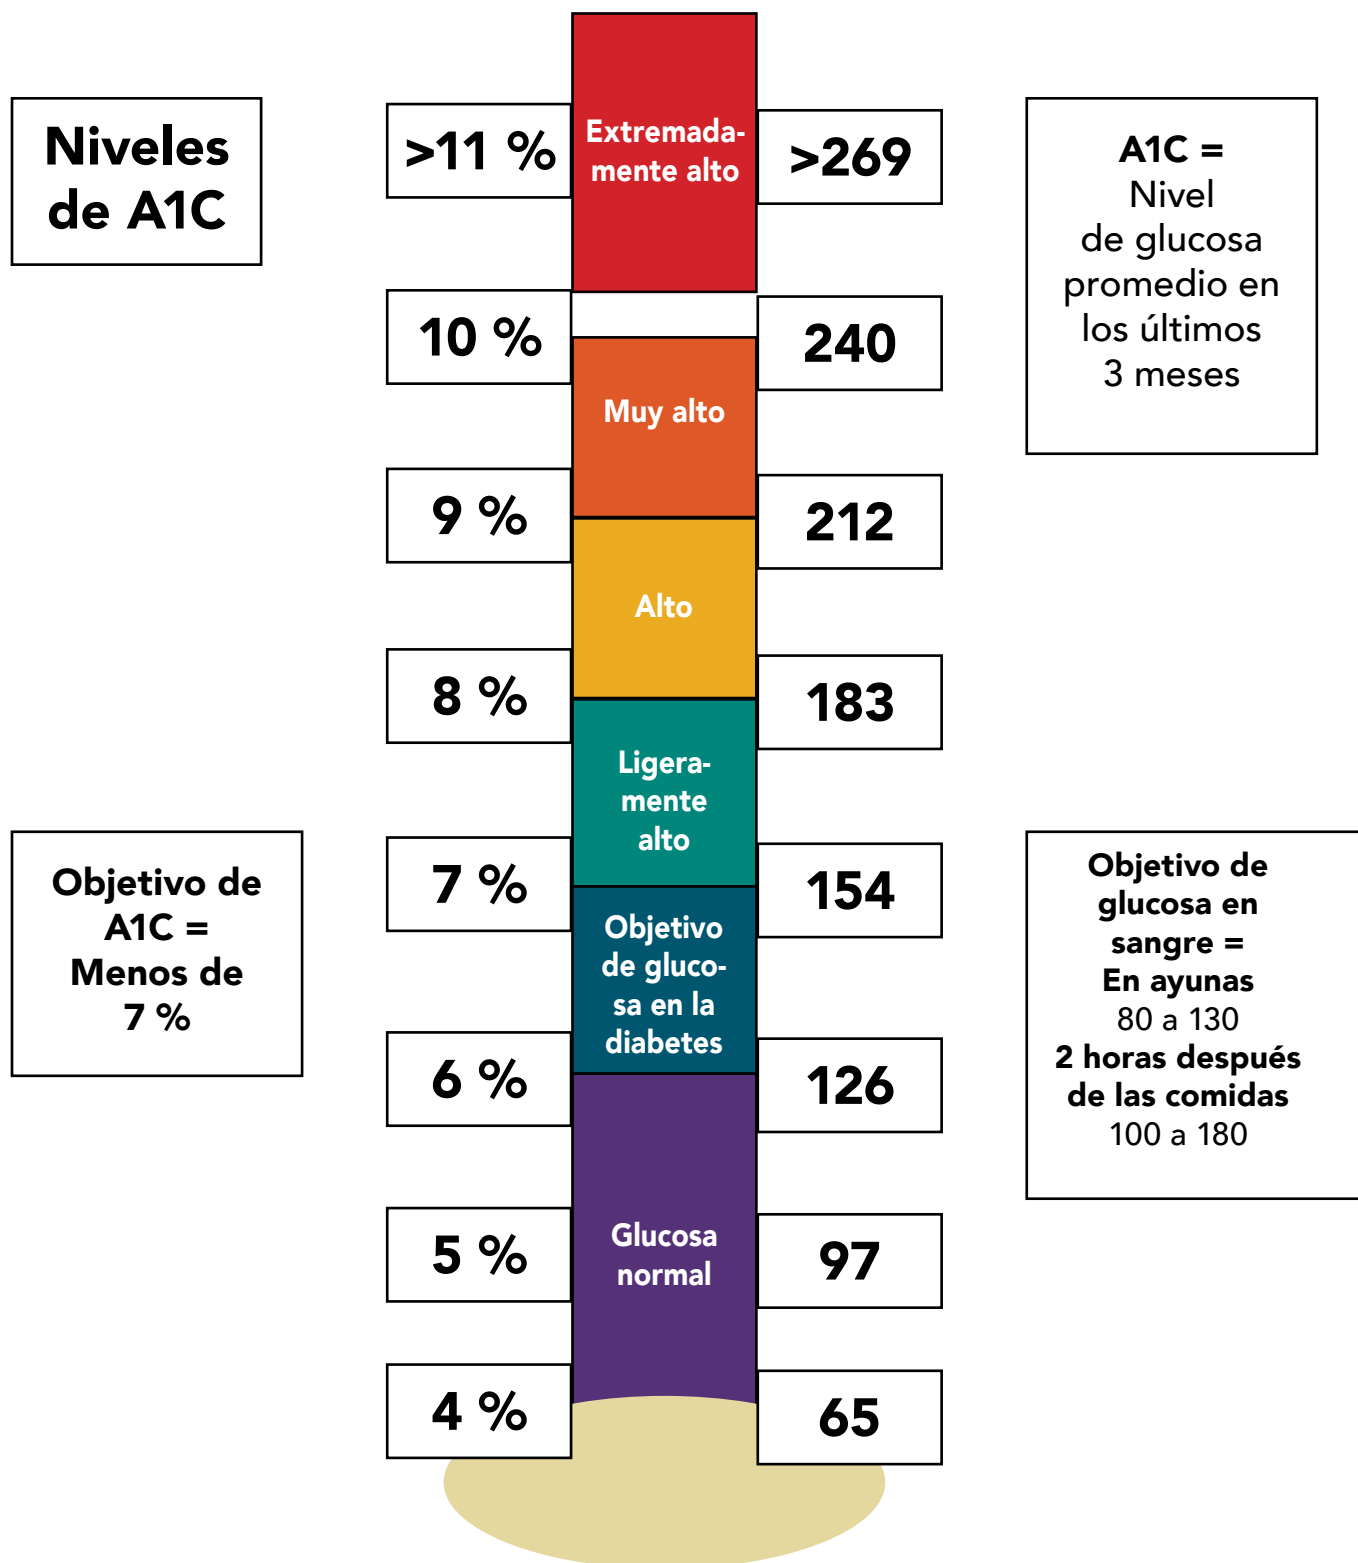 Niveles
de A1C
>11 %
Extremada-
mente alto
>269
A1C =
Nivel
de glucosa
promedio en
los últimos
3 meses
10 %
240
Muy alto
9 %
212
Alto
8 %
183
Ligera-
mente
alto
7 %
154
Objetivo de
A1C =
Menos de
7 %
Objetivo
de gluco-
sa en la
diabetes
Objetivo de
glucosa en
sangre =
En ayunas
80 a 130
2 horas después
de las comidas
100 a 180
6 %
126
5 %
Glucosa
normal
97
4 %
65